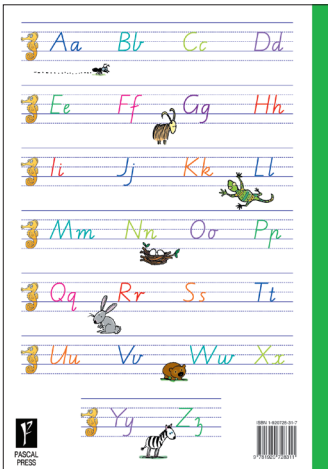 Aa Bb Cc Dd
Ee Ff Gg Hh
Ii Jj Kk Ll
Mm Nn Oo Pp
Qq Rr Ss Tt
Uu Vv Ww Xx
Yy Zz
PASCAL
PRESS